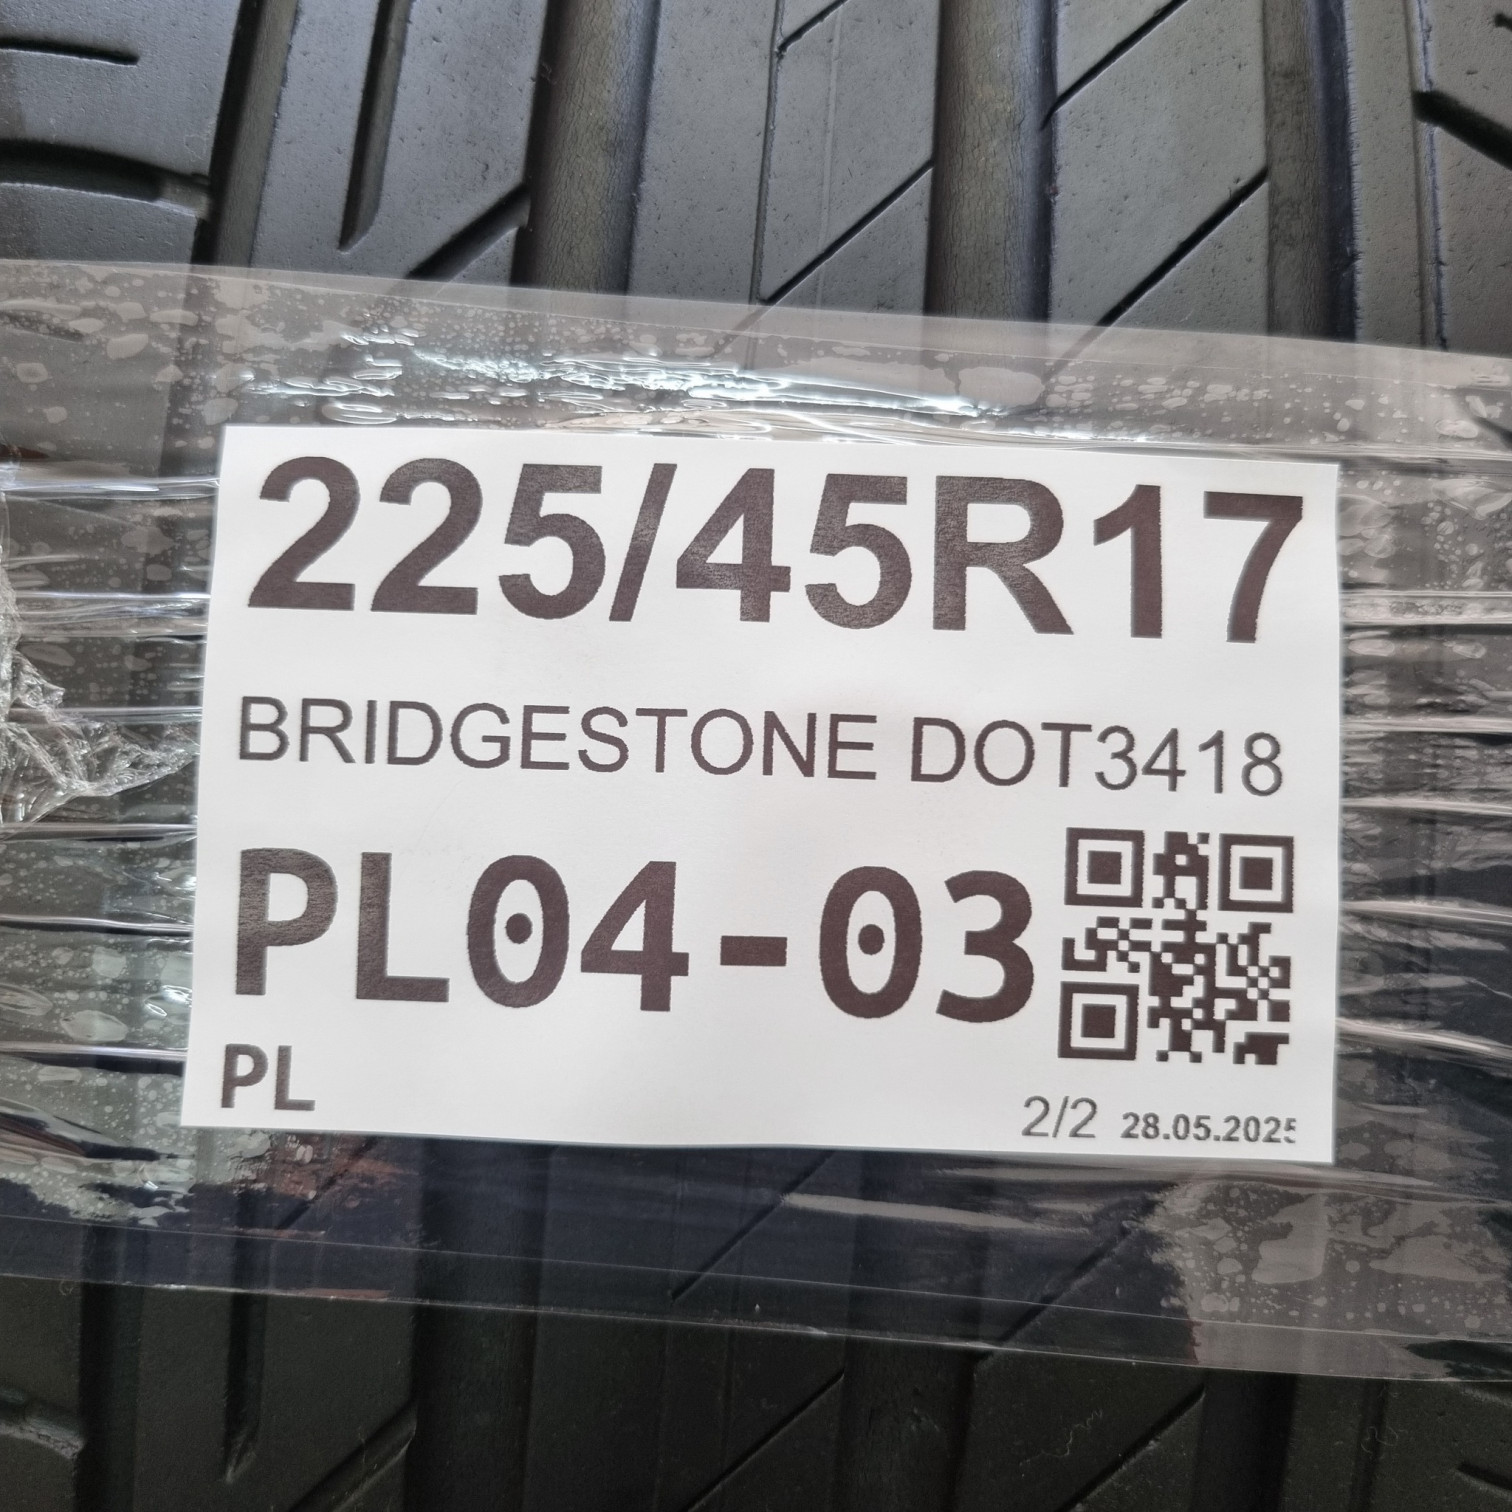 225/45R17
BRIDGESTONE DOT3418
PL04-03
PL
2/2 28.05.2025